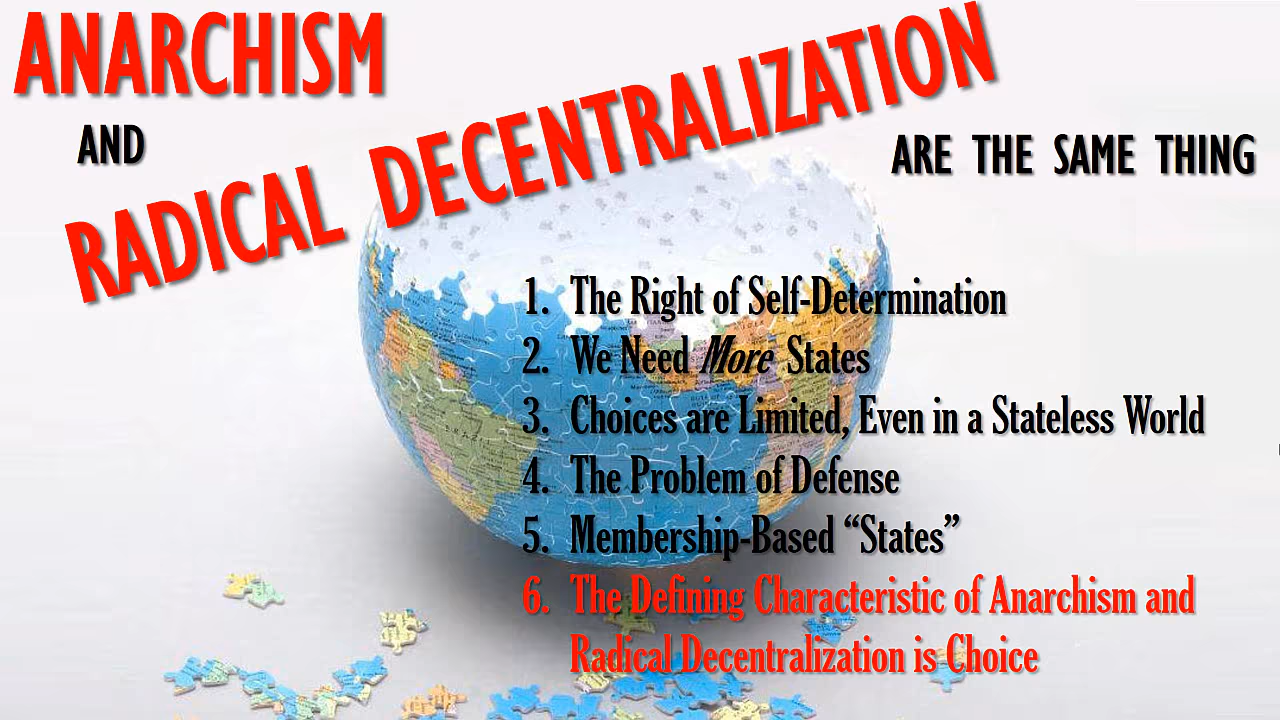 ANARCHISM
AND
RADICAL DECENTRALIZATION
ARE THE SAME THING
1. The Right of Self-Determination
2. We Need More States
3. Choices are Limited, Even in a Stateless World
4. The Problem of Defense
5. Membership-Based “States”
6. The Defining Characteristic of Anarchism and
Radical Decentralization is Choice
BRAZIL